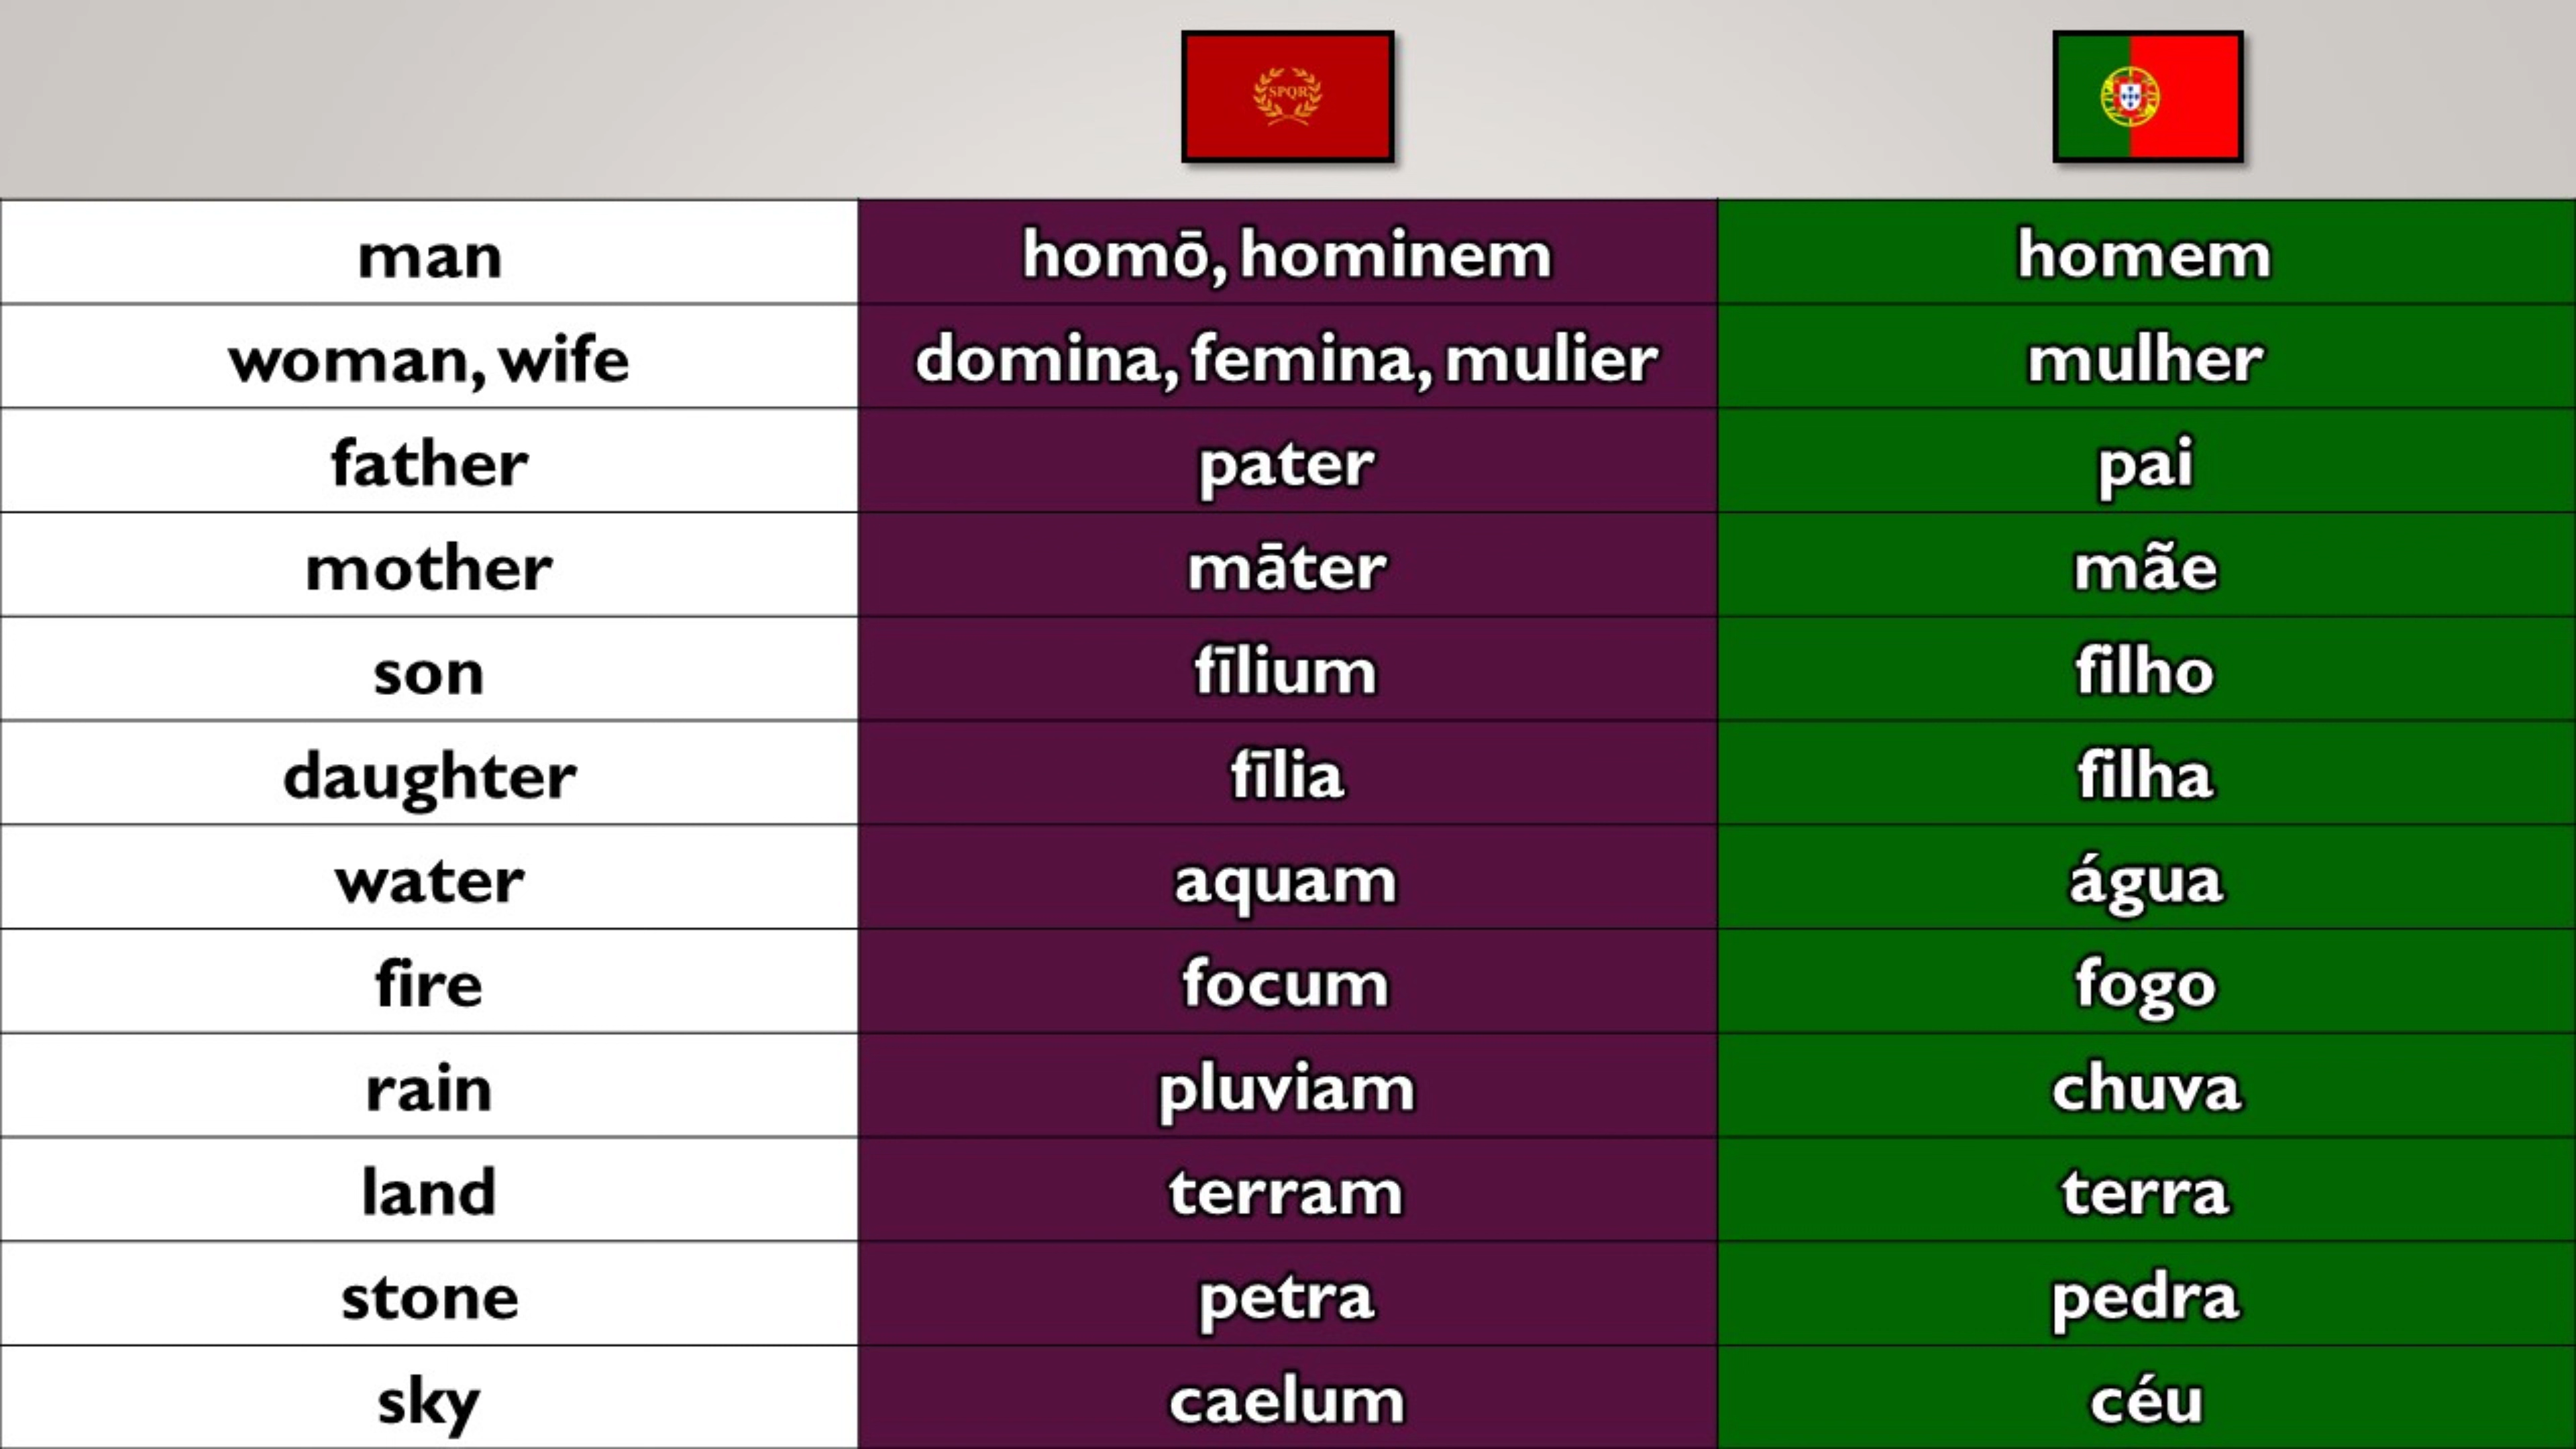 SPQR
man homō, hominem homem
woman, wife domina, femina, mulier mulher
father pater pai
mother māter mãe
son fīlium filho
daughter fīlia filha
water aquam água
fire focum fogo
rain pluviam chuva
land terram terra
stone petra pedra
sky caelum céu